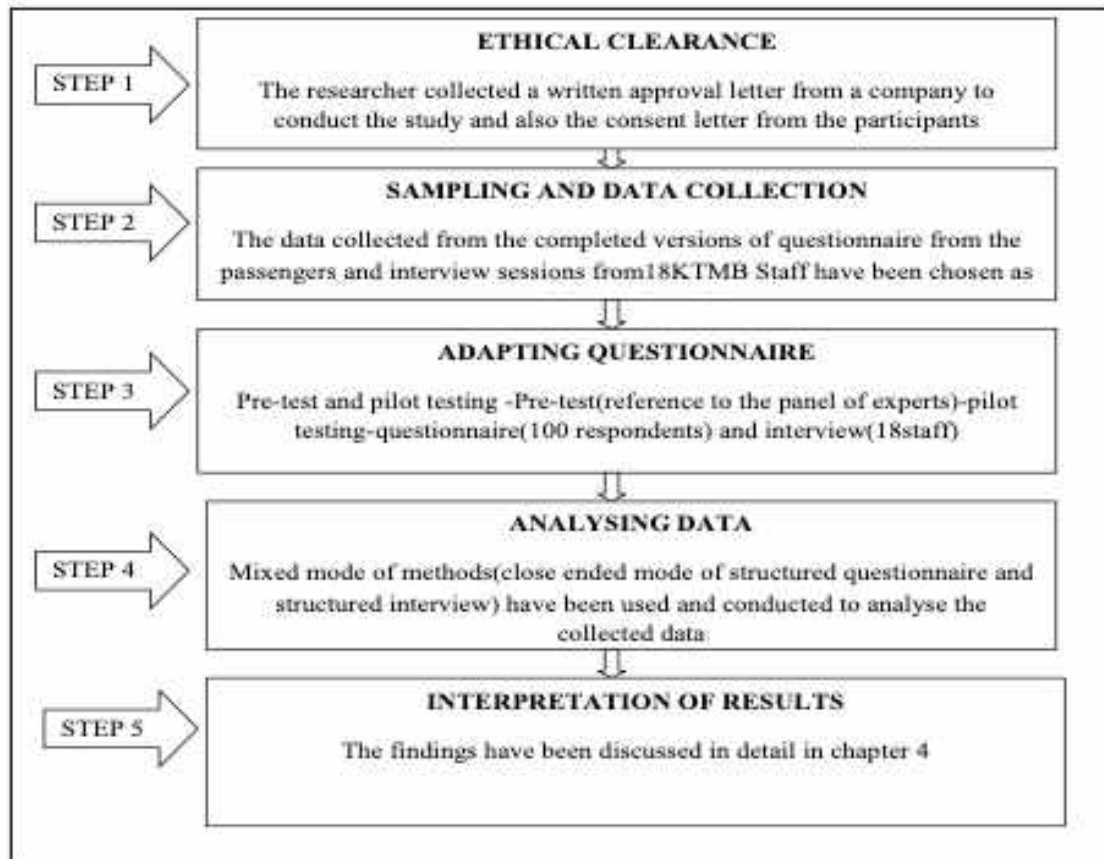 ETHICAL CLEARANCE
STEP 1
The researcher collected a written approval letter from a company to
conduct the study and also the consent letter from the participants
SAMPLING AND DATA COLLECTION
STEP 2
The data collected from the completed versions of questionnaire from the
passengers and interview sessions from18KTMB Staff have been chosen as
ADAPTING QUESTIONNAIRE
STEP 3
Pre-test and pilot testing -Pre-test(reference to the panel of experts)-pilot
testing-questionnaire(100 respondents) and interview(18staff)
ANALYSING DATA
STEP 4
Mixed mode of methods(close ended mode of structured questionnaire and
structured interview) have been used and conducted to analyse the
collected data
INTERPRETATION OF RESULTS
STEP 5
The findings have been discussed in detail in chapter 4